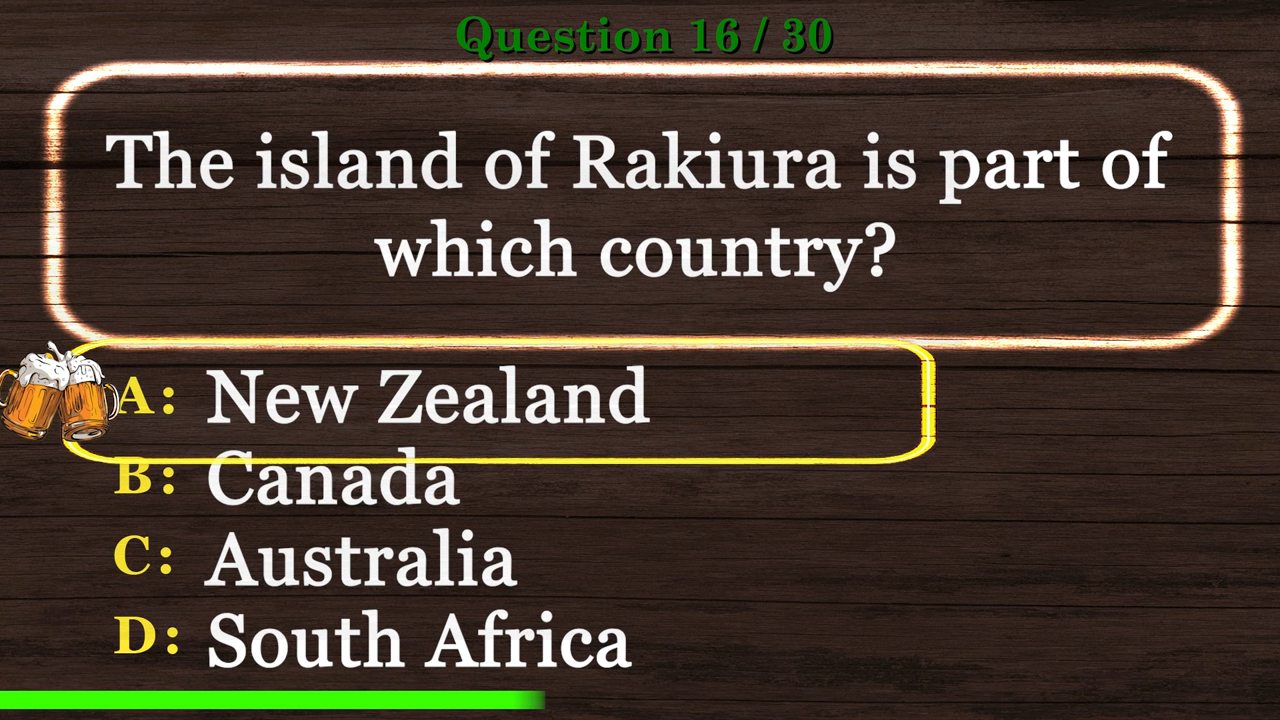 Question 16 / 30
The island of Rakiura is part of
which country?
A: New Zealand
B: Canada
C: Australia
D: South Africa